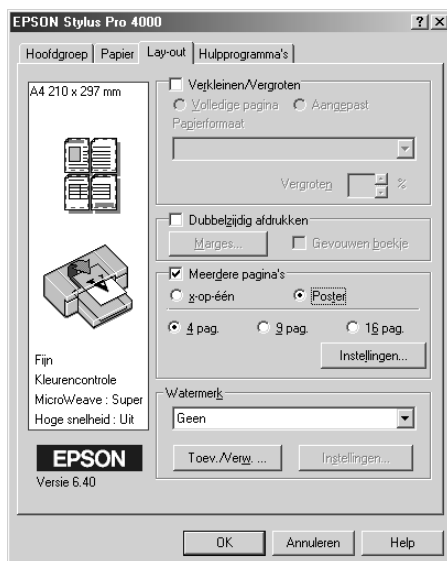 EPSON Stylus Pro 4000
Hoofdgroep Papier Lay-out Hulpprogramma's
A4 210 x 297 mm
Fijn
Kleurencontrole
MicroWeave : Super
Hoge snelheid : Uit
EPSON
Versie 6.40
Verkleinen/Vergroten
Volledige pagina Aangepast
Papierformaat
Vergroten %
Dubbelzijdig afdrukken
Marges... Gevouwen boekje
Meerdere pagina's
x-op-één Poster
4 pag. 9 pag. 16 pag.
Instellingen...
Watermerk
Geen
Toev./Verw. ... Instellingen...
OK Annuleren Help